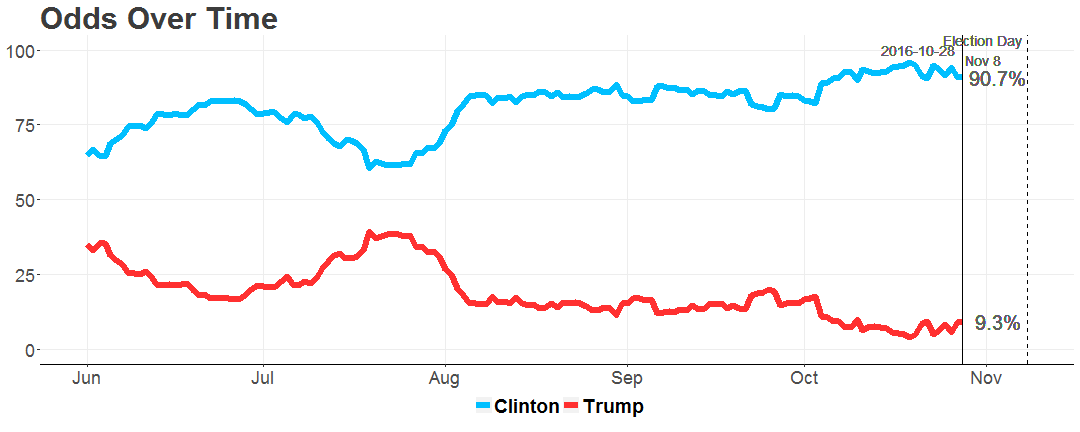 Odds Over Time
Election Day
2016-10-28
Nov 8
90.7%
100
75
50
25
0
9.3%
Jun Jul Aug Sep Oct Nov
Clinton Trump